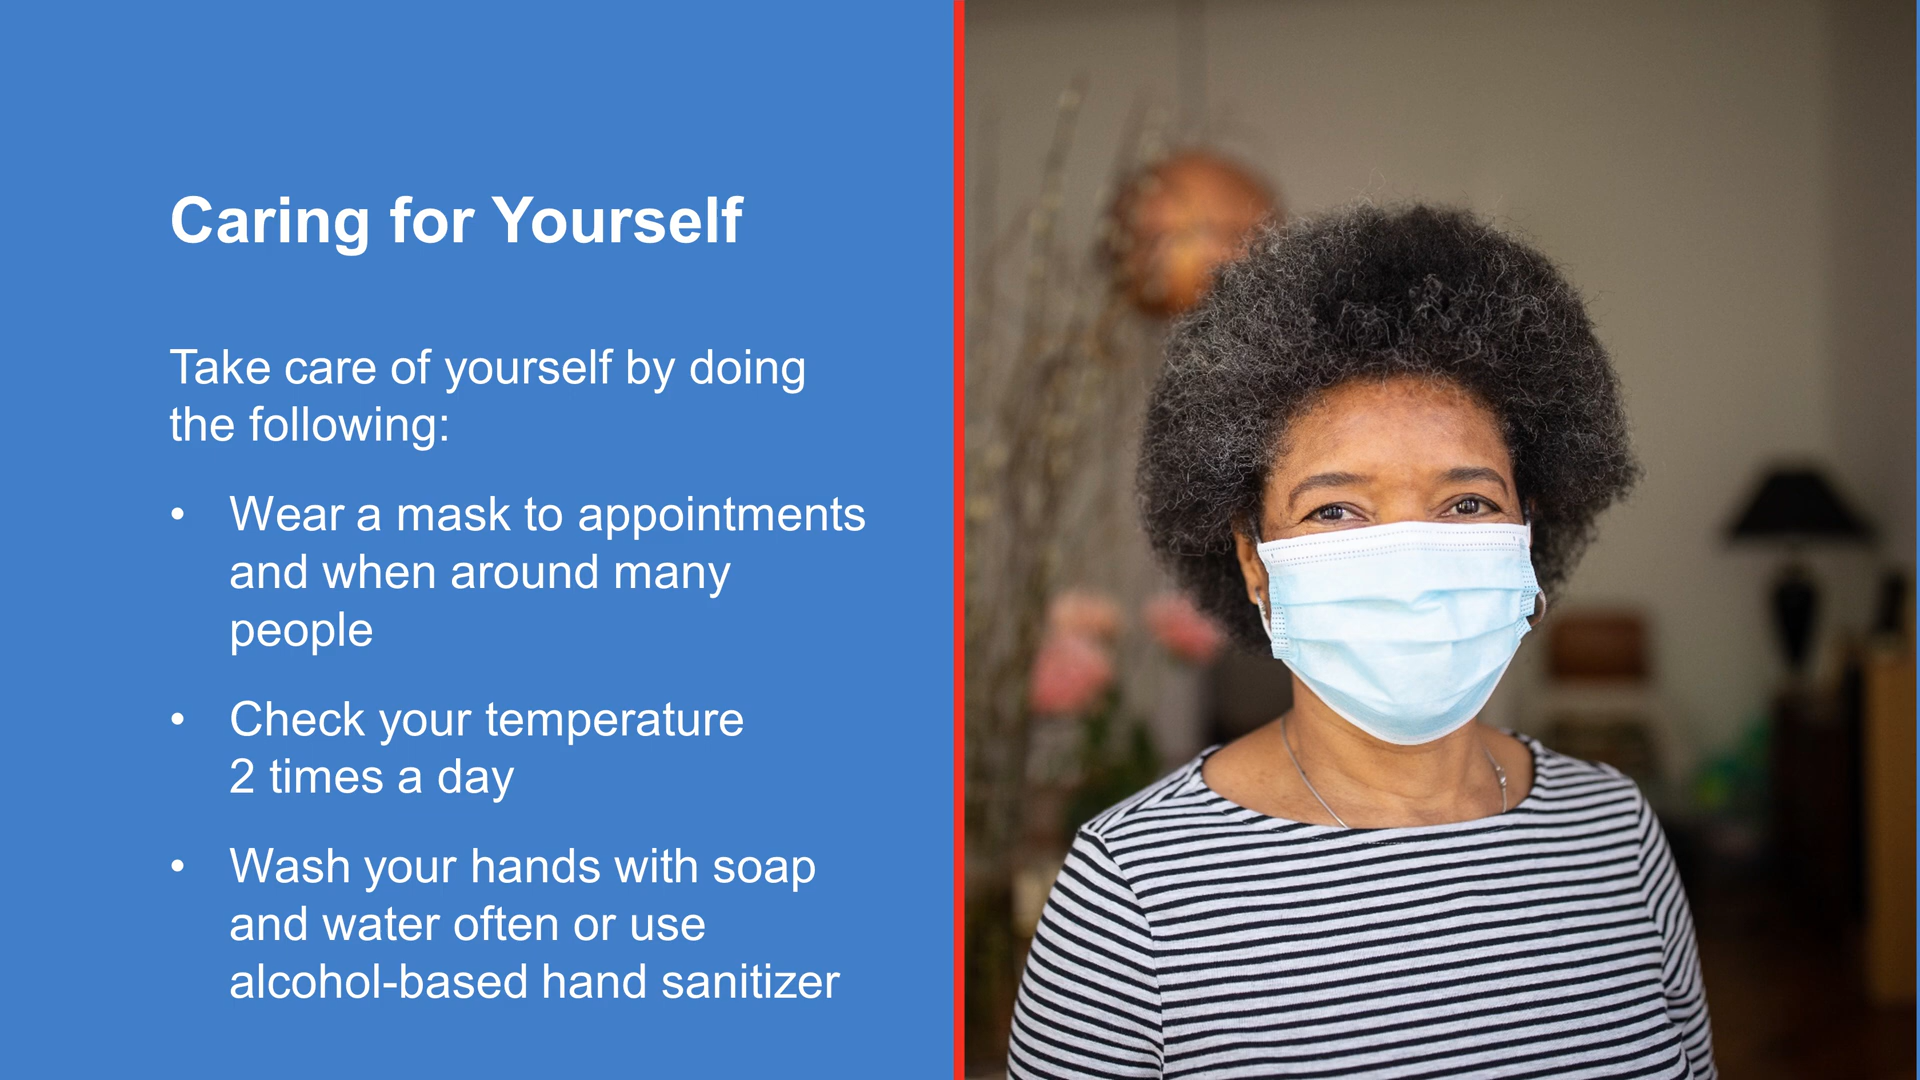 Caring for Yourself
Take care of yourself by doing
the following:
• Wear a mask to appointments
and when around many
people
• Check your temperature
2 times a day
• Wash your hands with soap
and water often or use
alcohol-based hand sanitizer